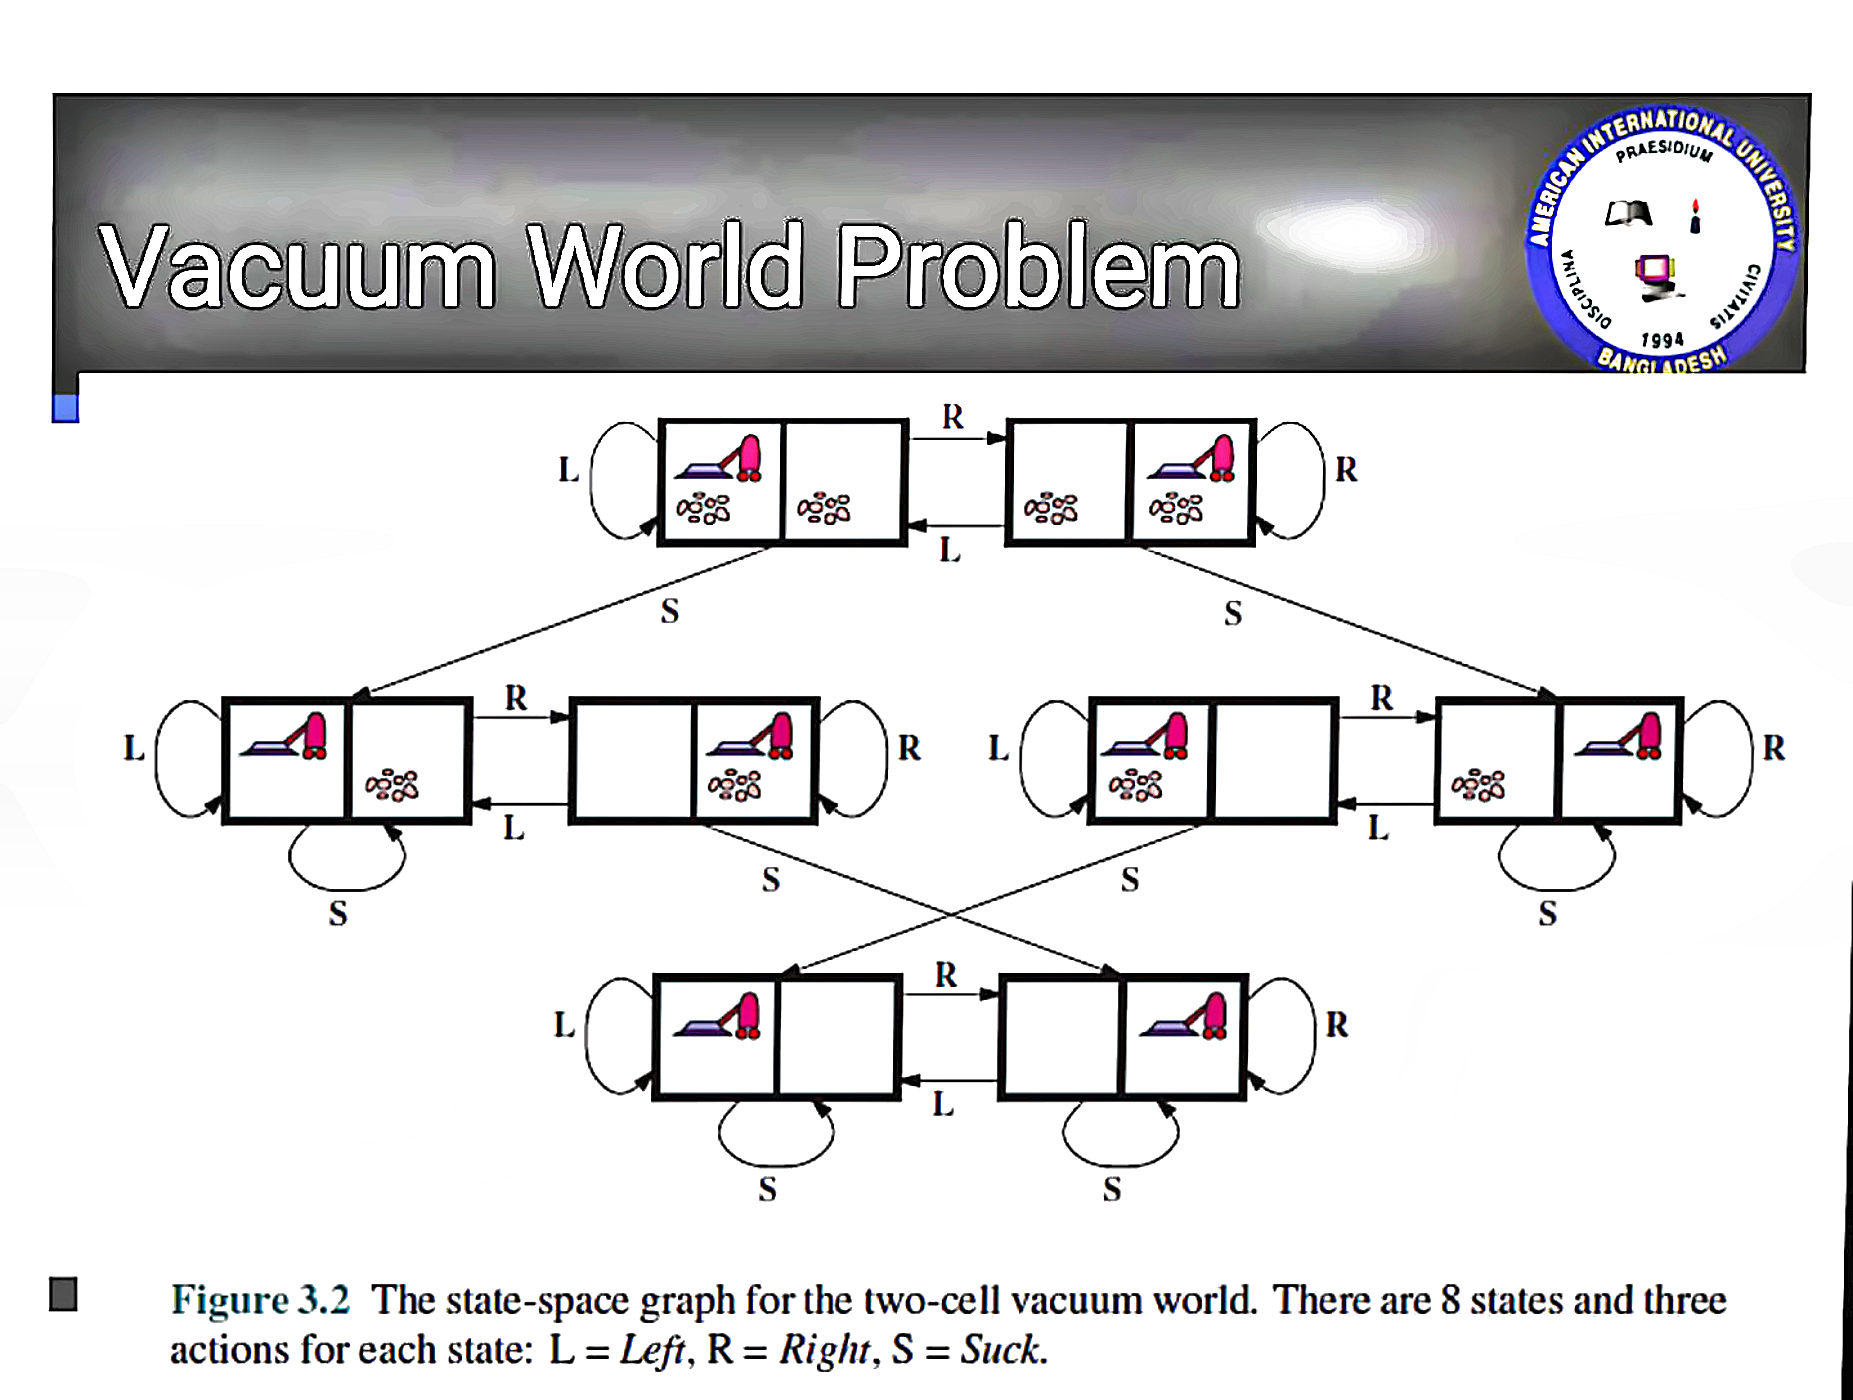 Vacuum World Problem
AMERICAN INTERNATIONAL UNIVERSITY
PRAESIDIUM
DISCIPLINA
CIVITATIS
1994
BANGLADESH
R
L
R
L
S
S
R
R
L
R
L
R
L
L
S
S
S
S
R
L
R
L
S
S
Figure 3.2 The state-space graph for the two-cell vacuum world. There are 8 states and three
actions for each state: L = Left, R = Right, S = Suck.